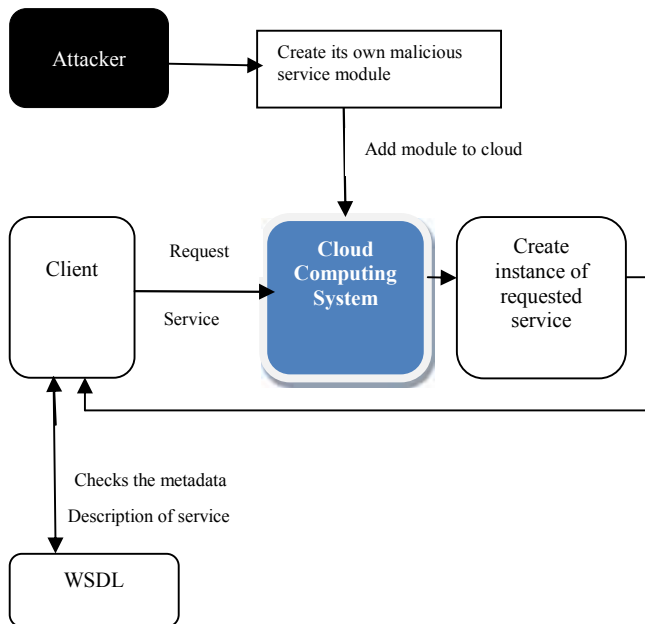 Attacker
Create its own malicious
service module
Add module to cloud
Client
Request
Service
Cloud
Computing
System
Create
instance of
requested
service
Checks the metadata
Description of service
WSDL